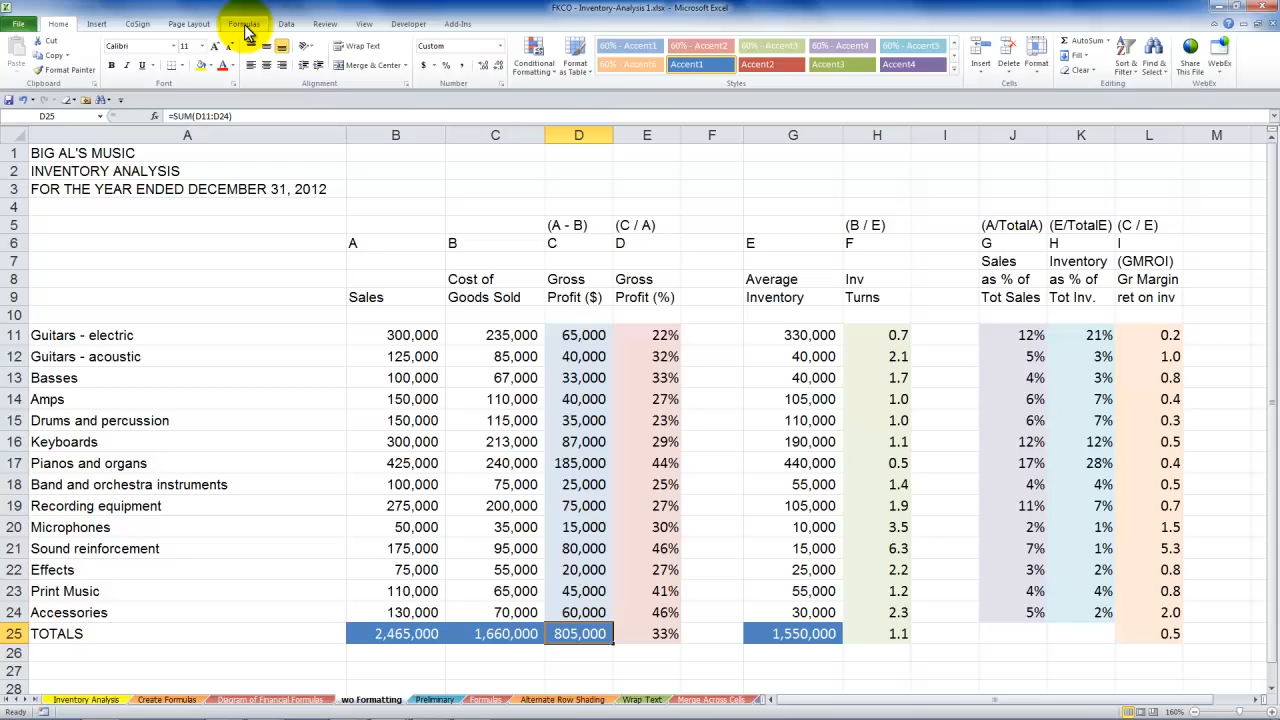 FKCO - Inventory-Analysis 1.xlsx - Microsoft Excel
File Home Insert CoSign Page Layout Formulas Data Review View Developer Add-Ins
Paste Cut Copy Format Painter Clipboard
Calibri 11 B I U Font
Wrap Text Merge & Center Alignment
Custom $ % , Number
Conditional Formatting Format as Table
60% - Accent1 60% - Accent2 60% - Accent3 60% - Accent4 60% - Accent5
60% - Accent6 Accent1 Accent2 Accent3 Accent4
Styles
Insert Delete Format Cells
AutoSum Fill Clear Sort & Filter Find & Select Editing
Share This File WebEx WebEx
D25 fx =SUM(D11:D24)
A B C D E F G H I J K L M
1 BIG AL'S MUSIC
2 INVENTORY ANALYSIS
3 FOR THE YEAR ENDED DECEMBER 31, 2012
4
5 (A - B) (C / A) (B / E) (A/TotalA) (E/TotalE) (C / E)
6 A B C D E F G H I
7 Sales Inventory (GMROI)
8 Cost of Gross Gross Average Inv as % of as % of Gr Margin
9 Sales Goods Sold Profit ($) Profit (%) Inventory Turns Tot Sales Tot Inv. ret on inv
10
11 Guitars - electric 300,000 235,000 65,000 22% 330,000 0.7 12% 21% 0.2
12 Guitars - acoustic 125,000 85,000 40,000 32% 40,000 2.1 5% 3% 1.0
13 Basses 100,000 67,000 33,000 33% 40,000 1.7 4% 3% 0.8
14 Amps 150,000 110,000 40,000 27% 105,000 1.0 6% 7% 0.4
15 Drums and percussion 150,000 115,000 35,000 23% 110,000 1.0 6% 7% 0.3
16 Keyboards 300,000 213,000 87,000 29% 190,000 1.1 12% 12% 0.5
17 Pianos and organs 425,000 240,000 185,000 44% 440,000 0.5 17% 28% 0.4
18 Band and orchestra instruments 100,000 75,000 25,000 25% 55,000 1.4 4% 4% 0.5
19 Recording equipment 275,000 200,000 75,000 27% 105,000 1.9 11% 7% 0.7
20 Microphones 50,000 35,000 15,000 30% 10,000 3.5 2% 1% 1.5
21 Sound reinforcement 175,000 95,000 80,000 46% 15,000 6.3 7% 1% 5.3
22 Effects 75,000 55,000 20,000 27% 25,000 2.2 3% 2% 0.8
23 Print Music 110,000 65,000 45,000 41% 55,000 1.2 4% 4% 0.8
24 Accessories 130,000 70,000 60,000 46% 30,000 2.3 5% 2% 2.0
25 TOTALS 2,465,000 1,660,000 805,000 33% 1,550,000 1.1 0.5
26
27
28
Inventory Analysis Create Formulas Diagram of Financial Formulas wo Formatting Preliminary Formulas Alternate Row Shading Wrap Text Merge Across Cells
Ready 160%